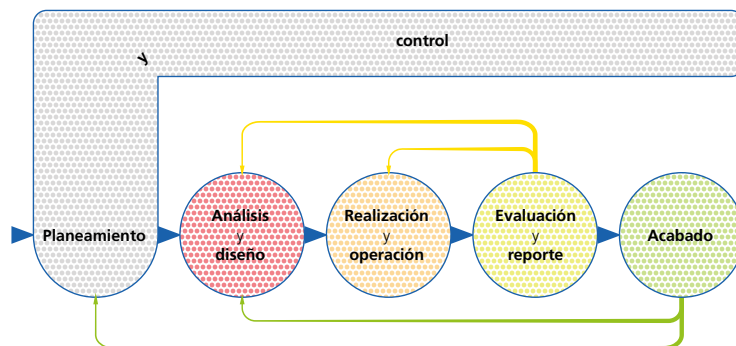 control
y
Planeamiento
Análisis
y
diseño
Realización
y
operación
Evaluación
y
reporte
Acabado